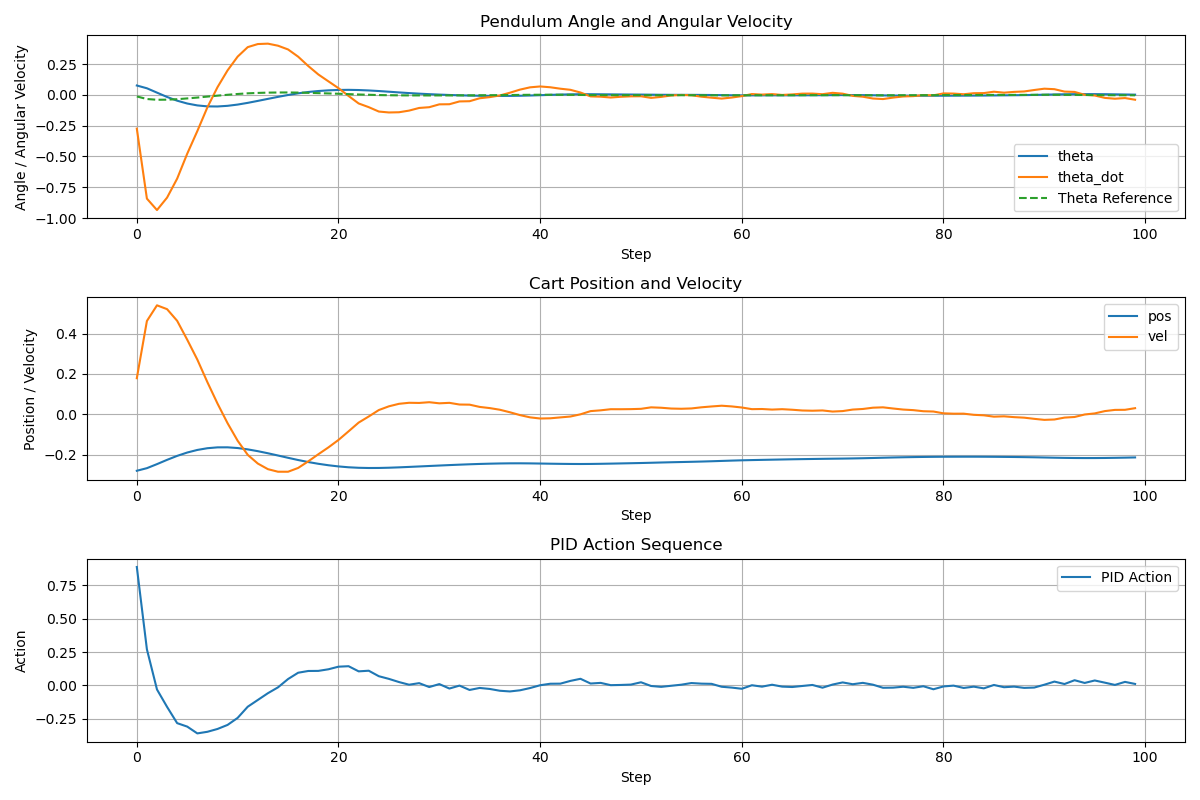 Pendulum Angle and Angular Velocity
Angle / Angular Velocity
0.25
0.00
−0.25
−0.50
−0.75
−1.00
theta
theta_dot
Theta Reference
0 20 40 60 80 100
Step
Cart Position and Velocity
Position / Velocity
0.4
0.2
0.0
−0.2
pos
vel
0 20 40 60 80 100
Step
PID Action Sequence
Action
0.75
0.50
0.25
0.00
−0.25
PID Action
0 20 40 60 80 100
Step